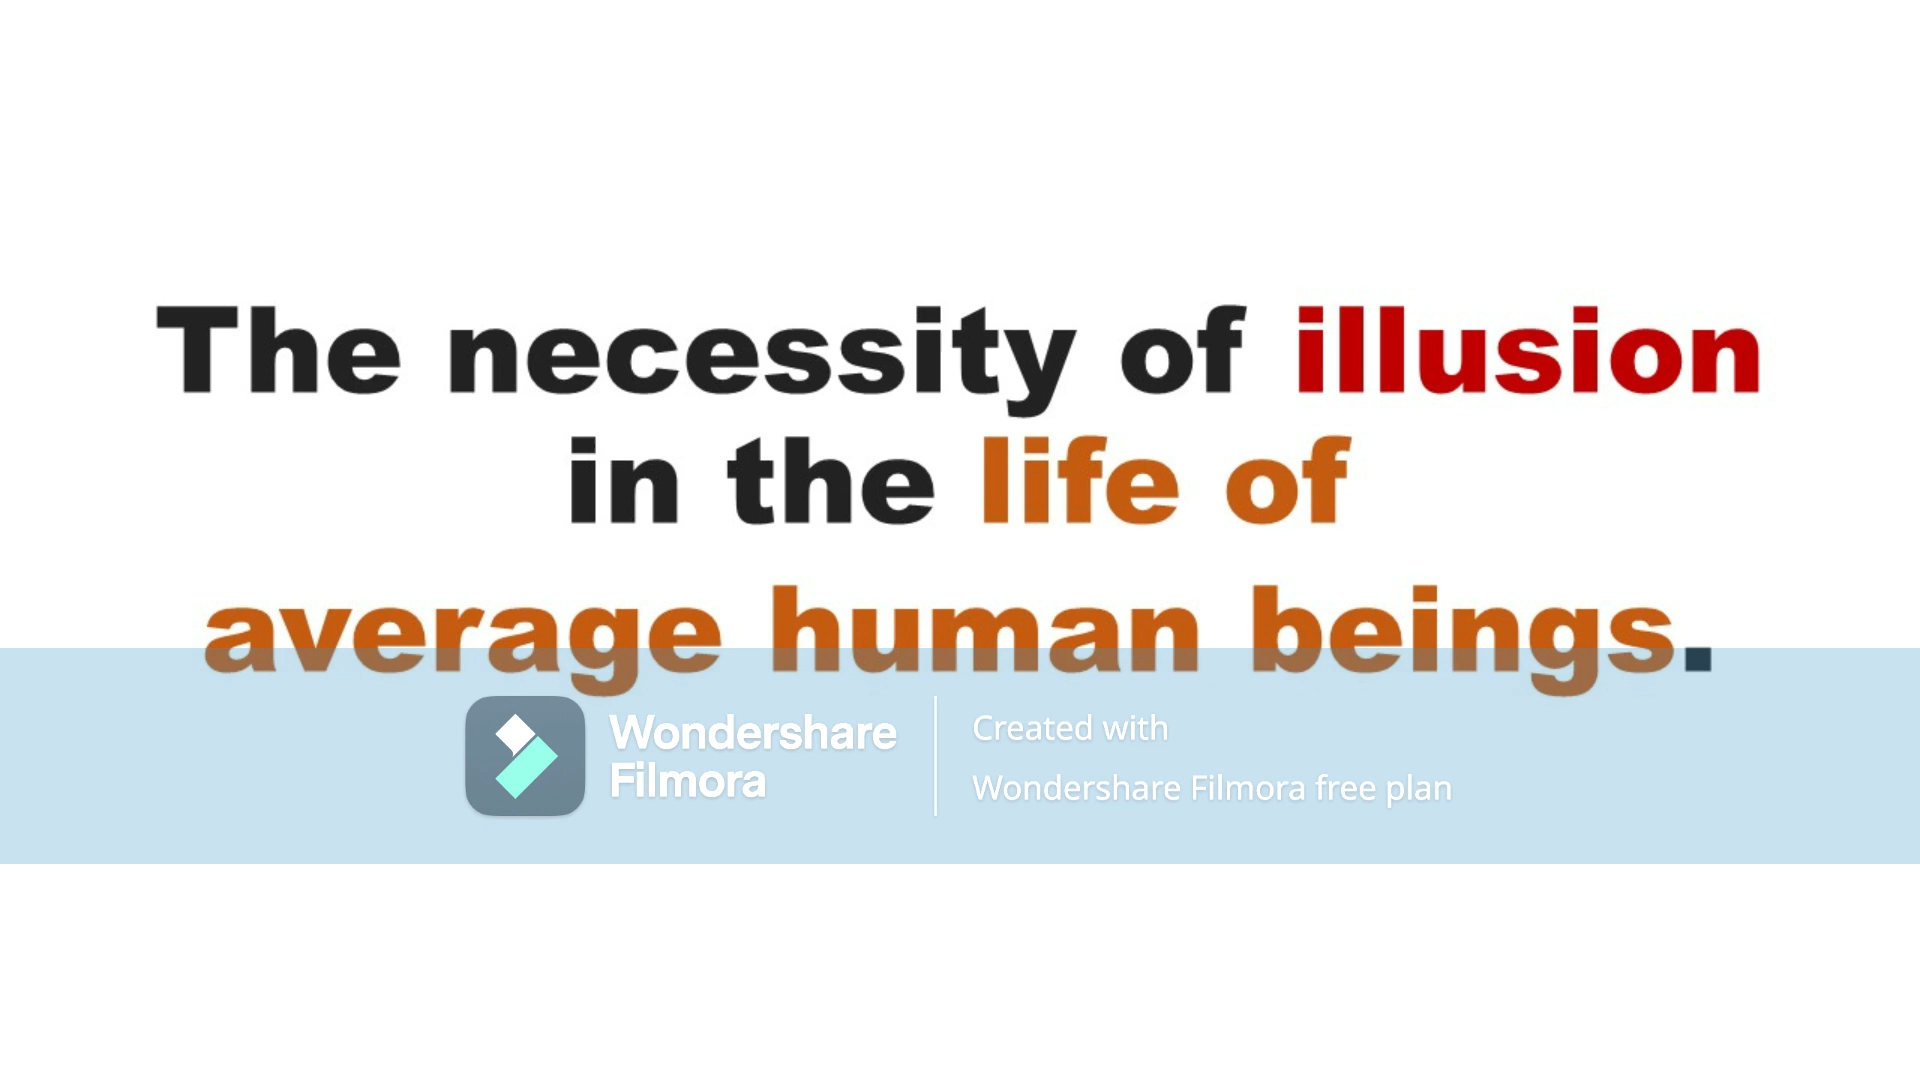 The necessity of illusion
in the life of
average human beings.
Wondershare
Filmora
Created with
Wondershare Filmora free plan